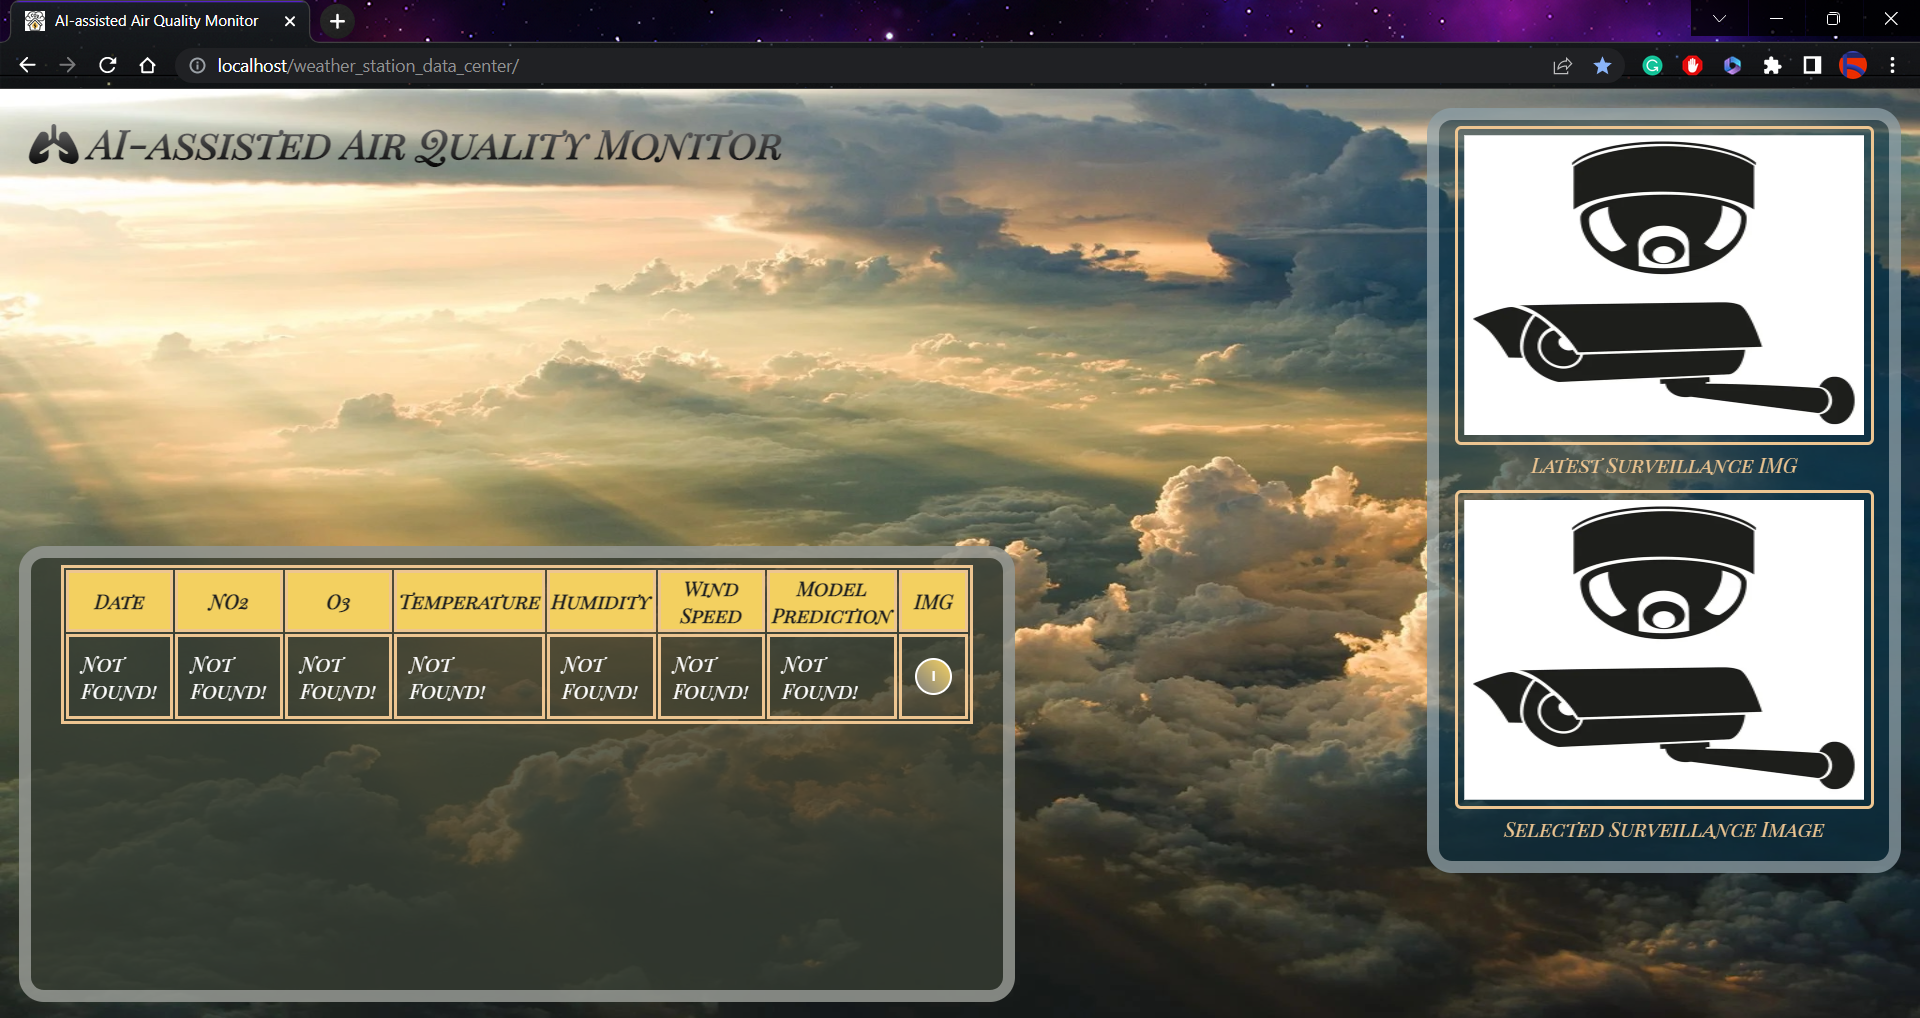 AI-assisted Air Quality Monitor
localhost/weather_station_data_center/
AI-assisted Air Quality Monitor
Latest Surveillance IMG
Selected Surveillance Image
Date NO2 O3 Temperature Humidity Wind Speed Model Prediction IMG
Not Found! Not Found! Not Found! Not Found! Not Found! Not Found! Not Found! I